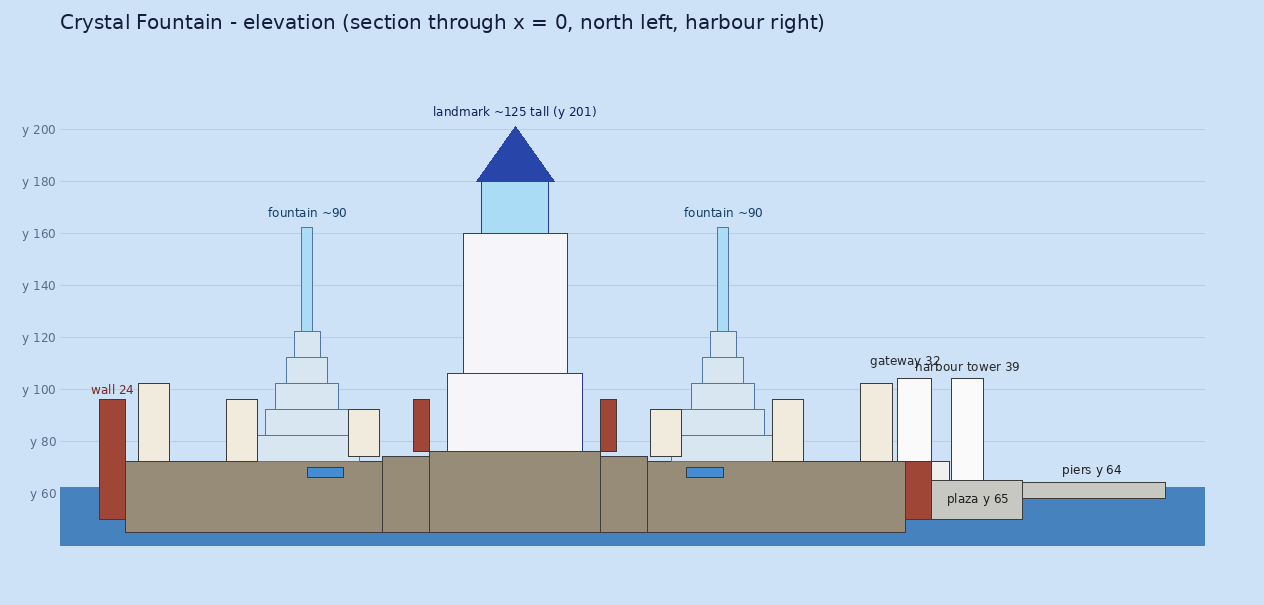 Crystal Fountain - elevation (section through x = 0, north left, harbour right)
landmark ~125 tall (y 201)
y 200
y 180
fountain ~90
fountain ~90
y 160
y 140
y 120
gateway 32
harbour tower 39
wall 24
y 100
y 80
piers y 64
y 60
plaza y 65